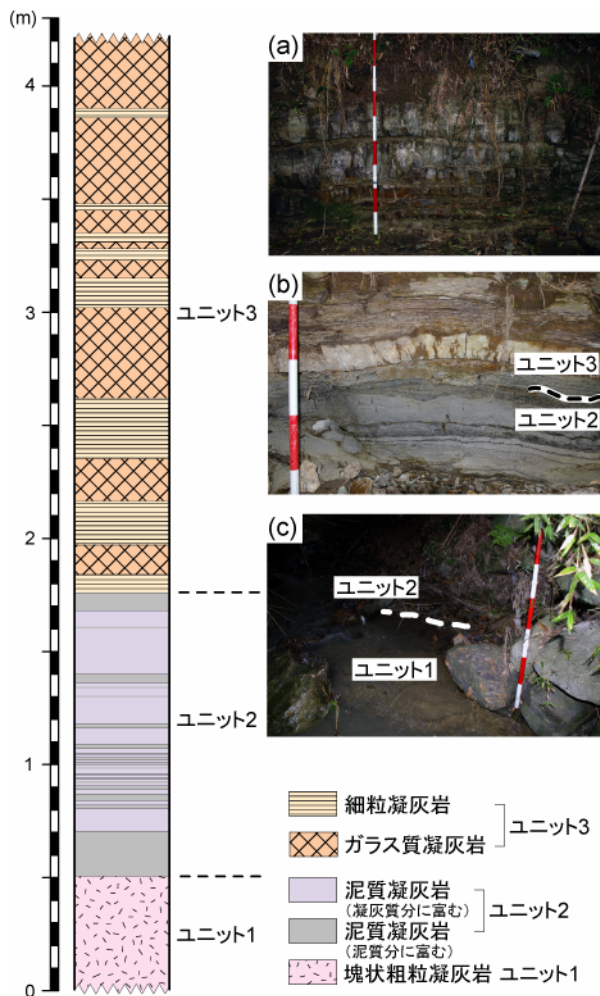 (m)
4
3
2
1
0
ユニット3
ユニット2
ユニット1
(a)
(b)
ユニット3
ユニット2
(c)
ユニット2
ユニット1
細粒凝灰岩
ガラス質凝灰岩
ユニット3
泥質凝灰岩
(凝灰質分に富む)
泥質凝灰岩
(泥質分に富む)
ユニット2
塊状粗粒凝灰岩 ユニット1